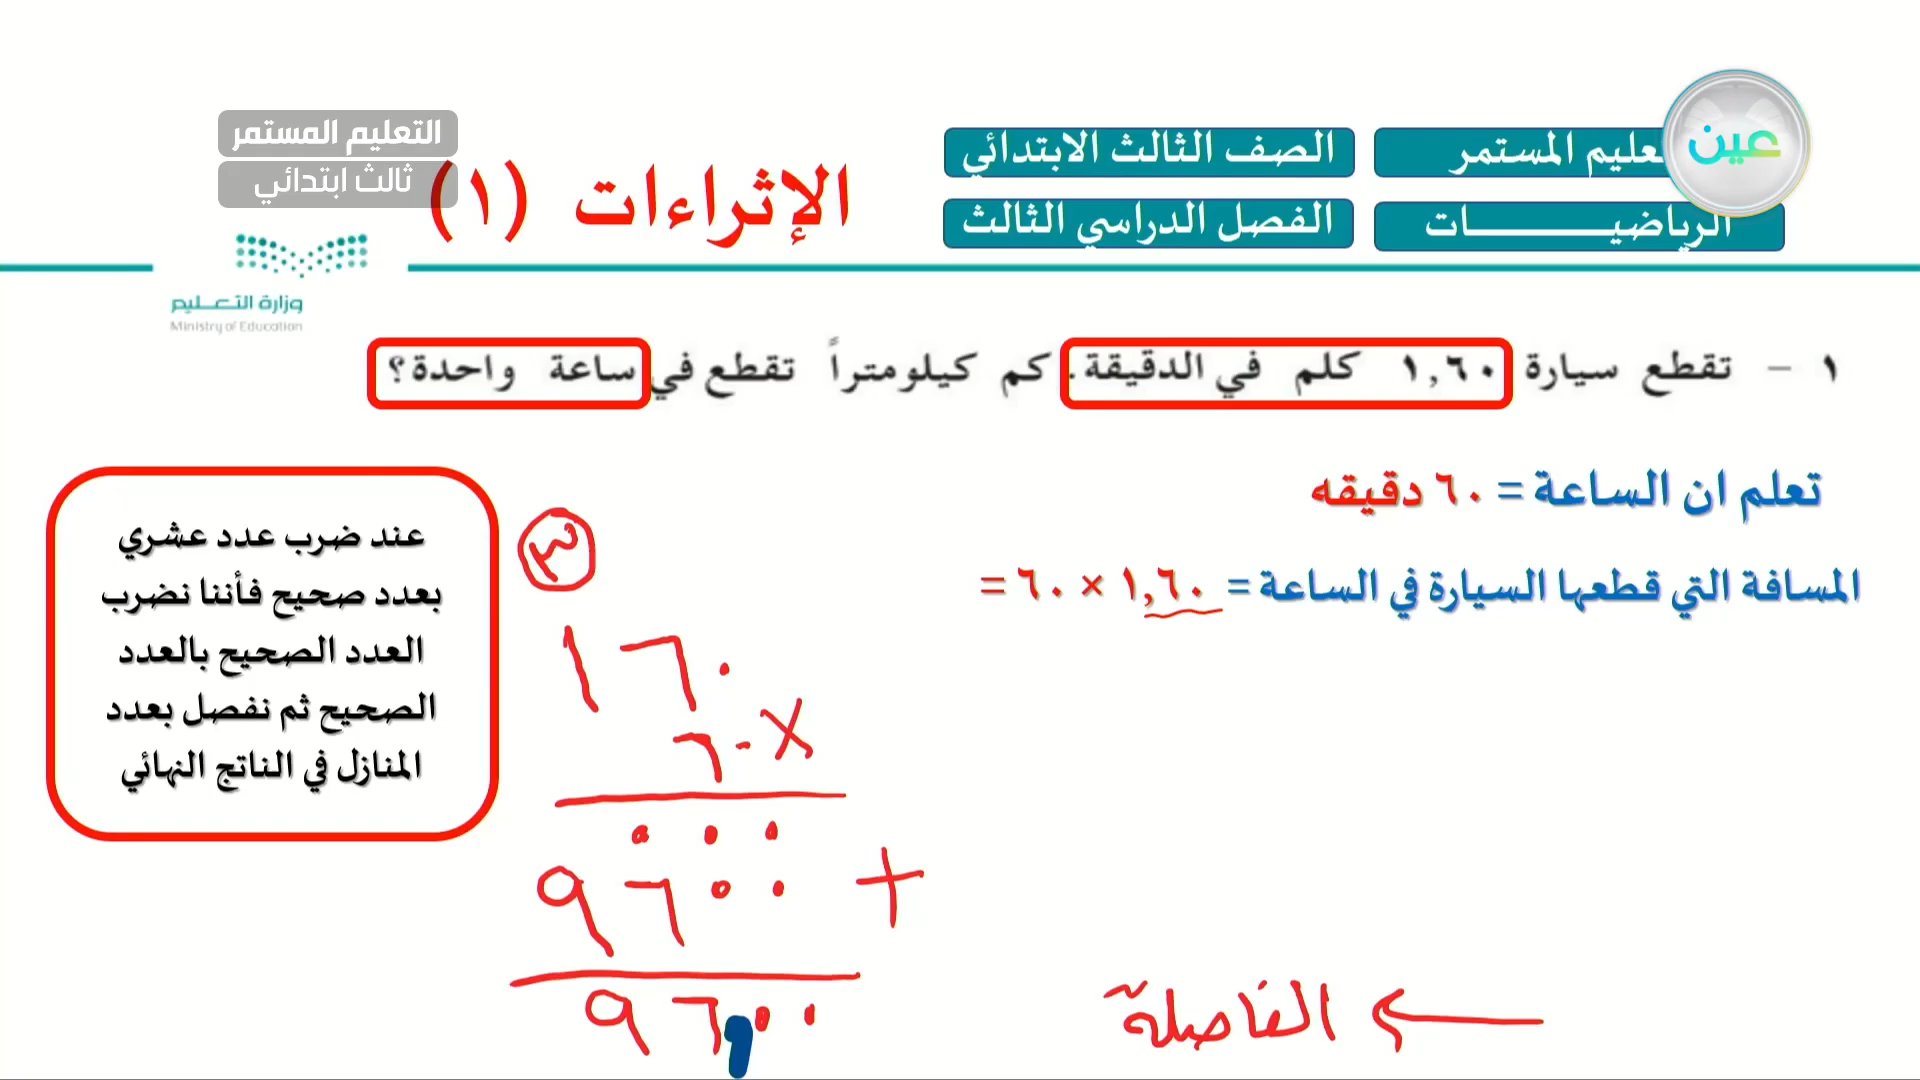 عين
تعليم المستمر
الصف الثالث الابتدائي
الرياضيـــــــات
الفصل الدراسي الثالث
الإثراءات (١)
التعليم المستمر
ثالث ابتدائي
وزارة التعـــليم
Ministry of Education
١ - تقطع سيارة ١,٦٠ كلم في الدقيقة. كم كيلومتراً تقطع في ساعة واحدة؟
تعلم ان الساعة = ٦٠ دقيقه
المسافة التي قطعها السيارة في الساعة = ١,٦٠ × ٦٠ =
عند ضرب عدد عشري
بعدد صحيح فأننا نضرب
العدد الصحيح بالعدد
الصحيح ثم نفصل بعدد
المنازل في الناتج النهائي
١٦٠
٦٠ ×
٠٠٠
٩٦٠٠ +
٩٦,٠٠
الفاصلة